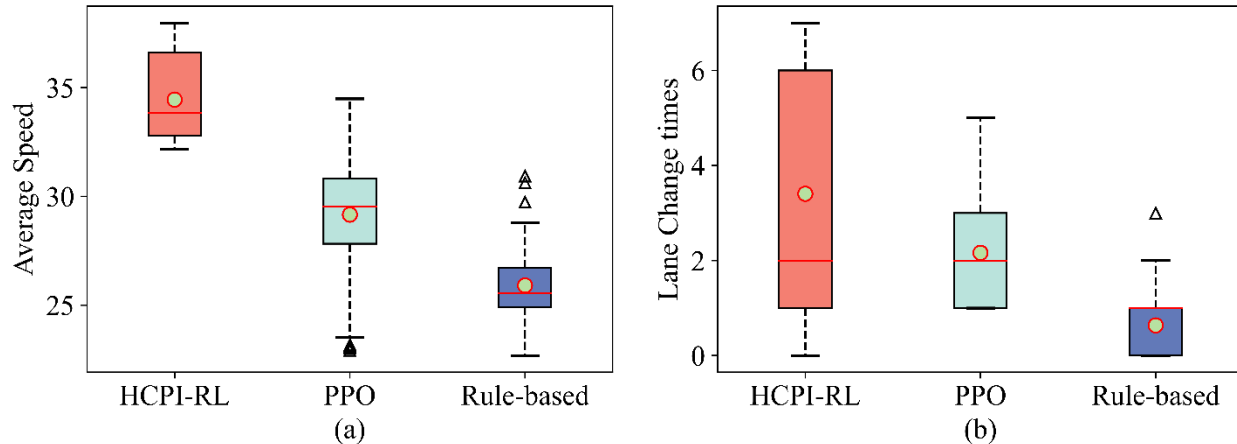 Average Speed
35
30
25
HCPI-RL PPO Rule-based
(a)
Lane Change times
6
4
2
0
HCPI-RL PPO Rule-based
(b)